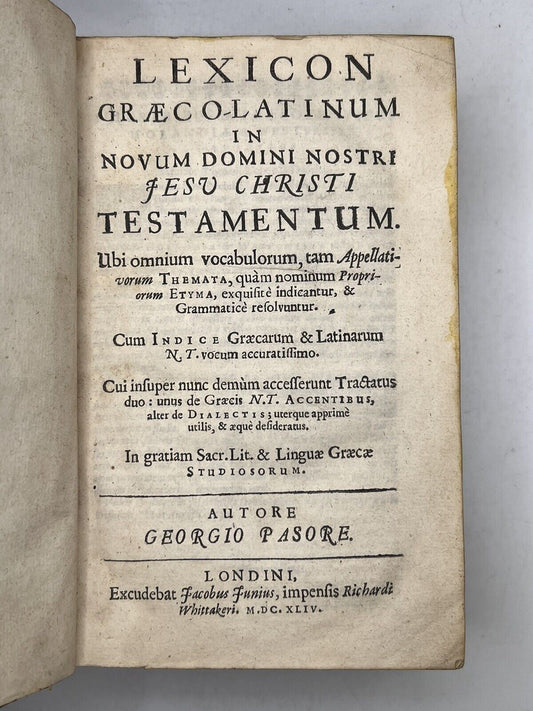 LEXICON
GRÆCO-LATINUM
IN
NOVUM DOMINI NOSTRI
JESU CHRISTI
TESTAMENTUM.
Ubi omnium vocabulorum, tam Appellati-
vorum THEMATA, quàm nominum Propri-
orum ETYMA, exquiſitè indicantur, &
Grammaticè reſolvuntur.
Cum INDICE Græcarum & Latinarum
N. T. vocum accuratiſſimo.
Cui inſuper nunc demùm acceſſerunt Tractatus
duo: unus de Græcis N.T. ACCENTIBUS,
alter de DIALECTIS; uterque apprimè
utilis, & æquè deſideratus.
In gratiam Sacr. Lit. & Linguæ Græcæ
STUDIOSORUM.
AUTORE
GEORGIO PASORE.
LONDINI,
Excudebat Jacobus Junius, impenſis Richardi
Whittakeri. M.DC.XLIV.